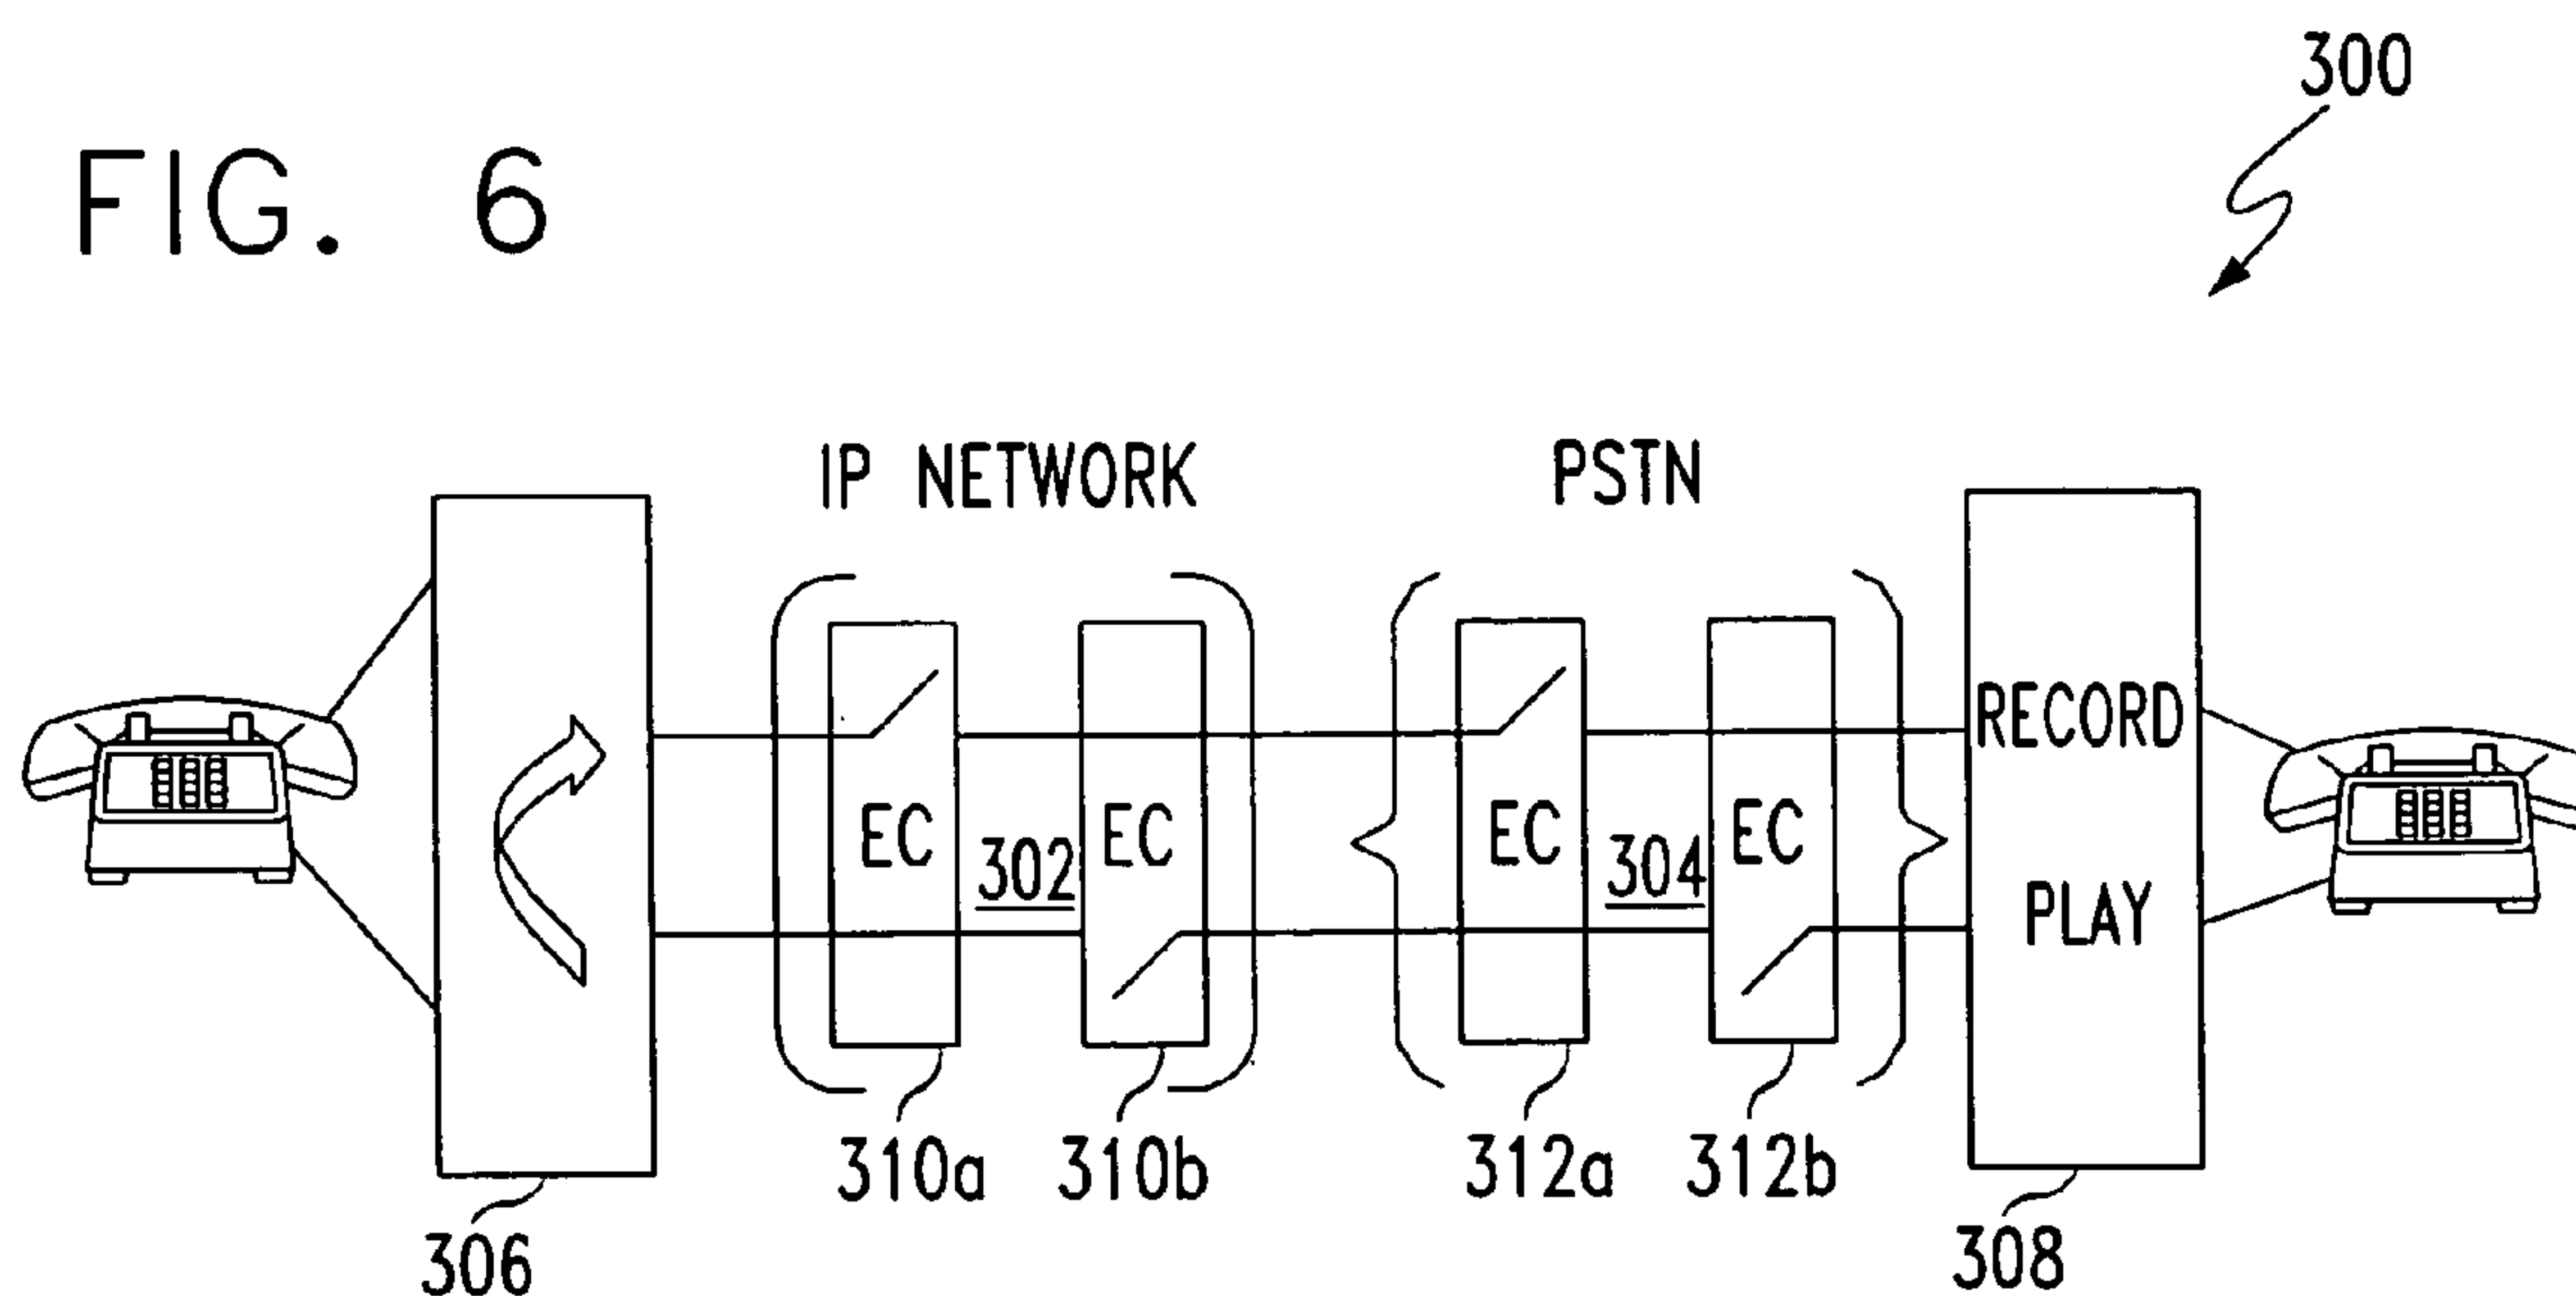 300
FIG. 6
IP NETWORK
PSTN
RECORD
PLAY
EC
302
EC
EC
304
EC
310a
310b
312a
312b
306
308